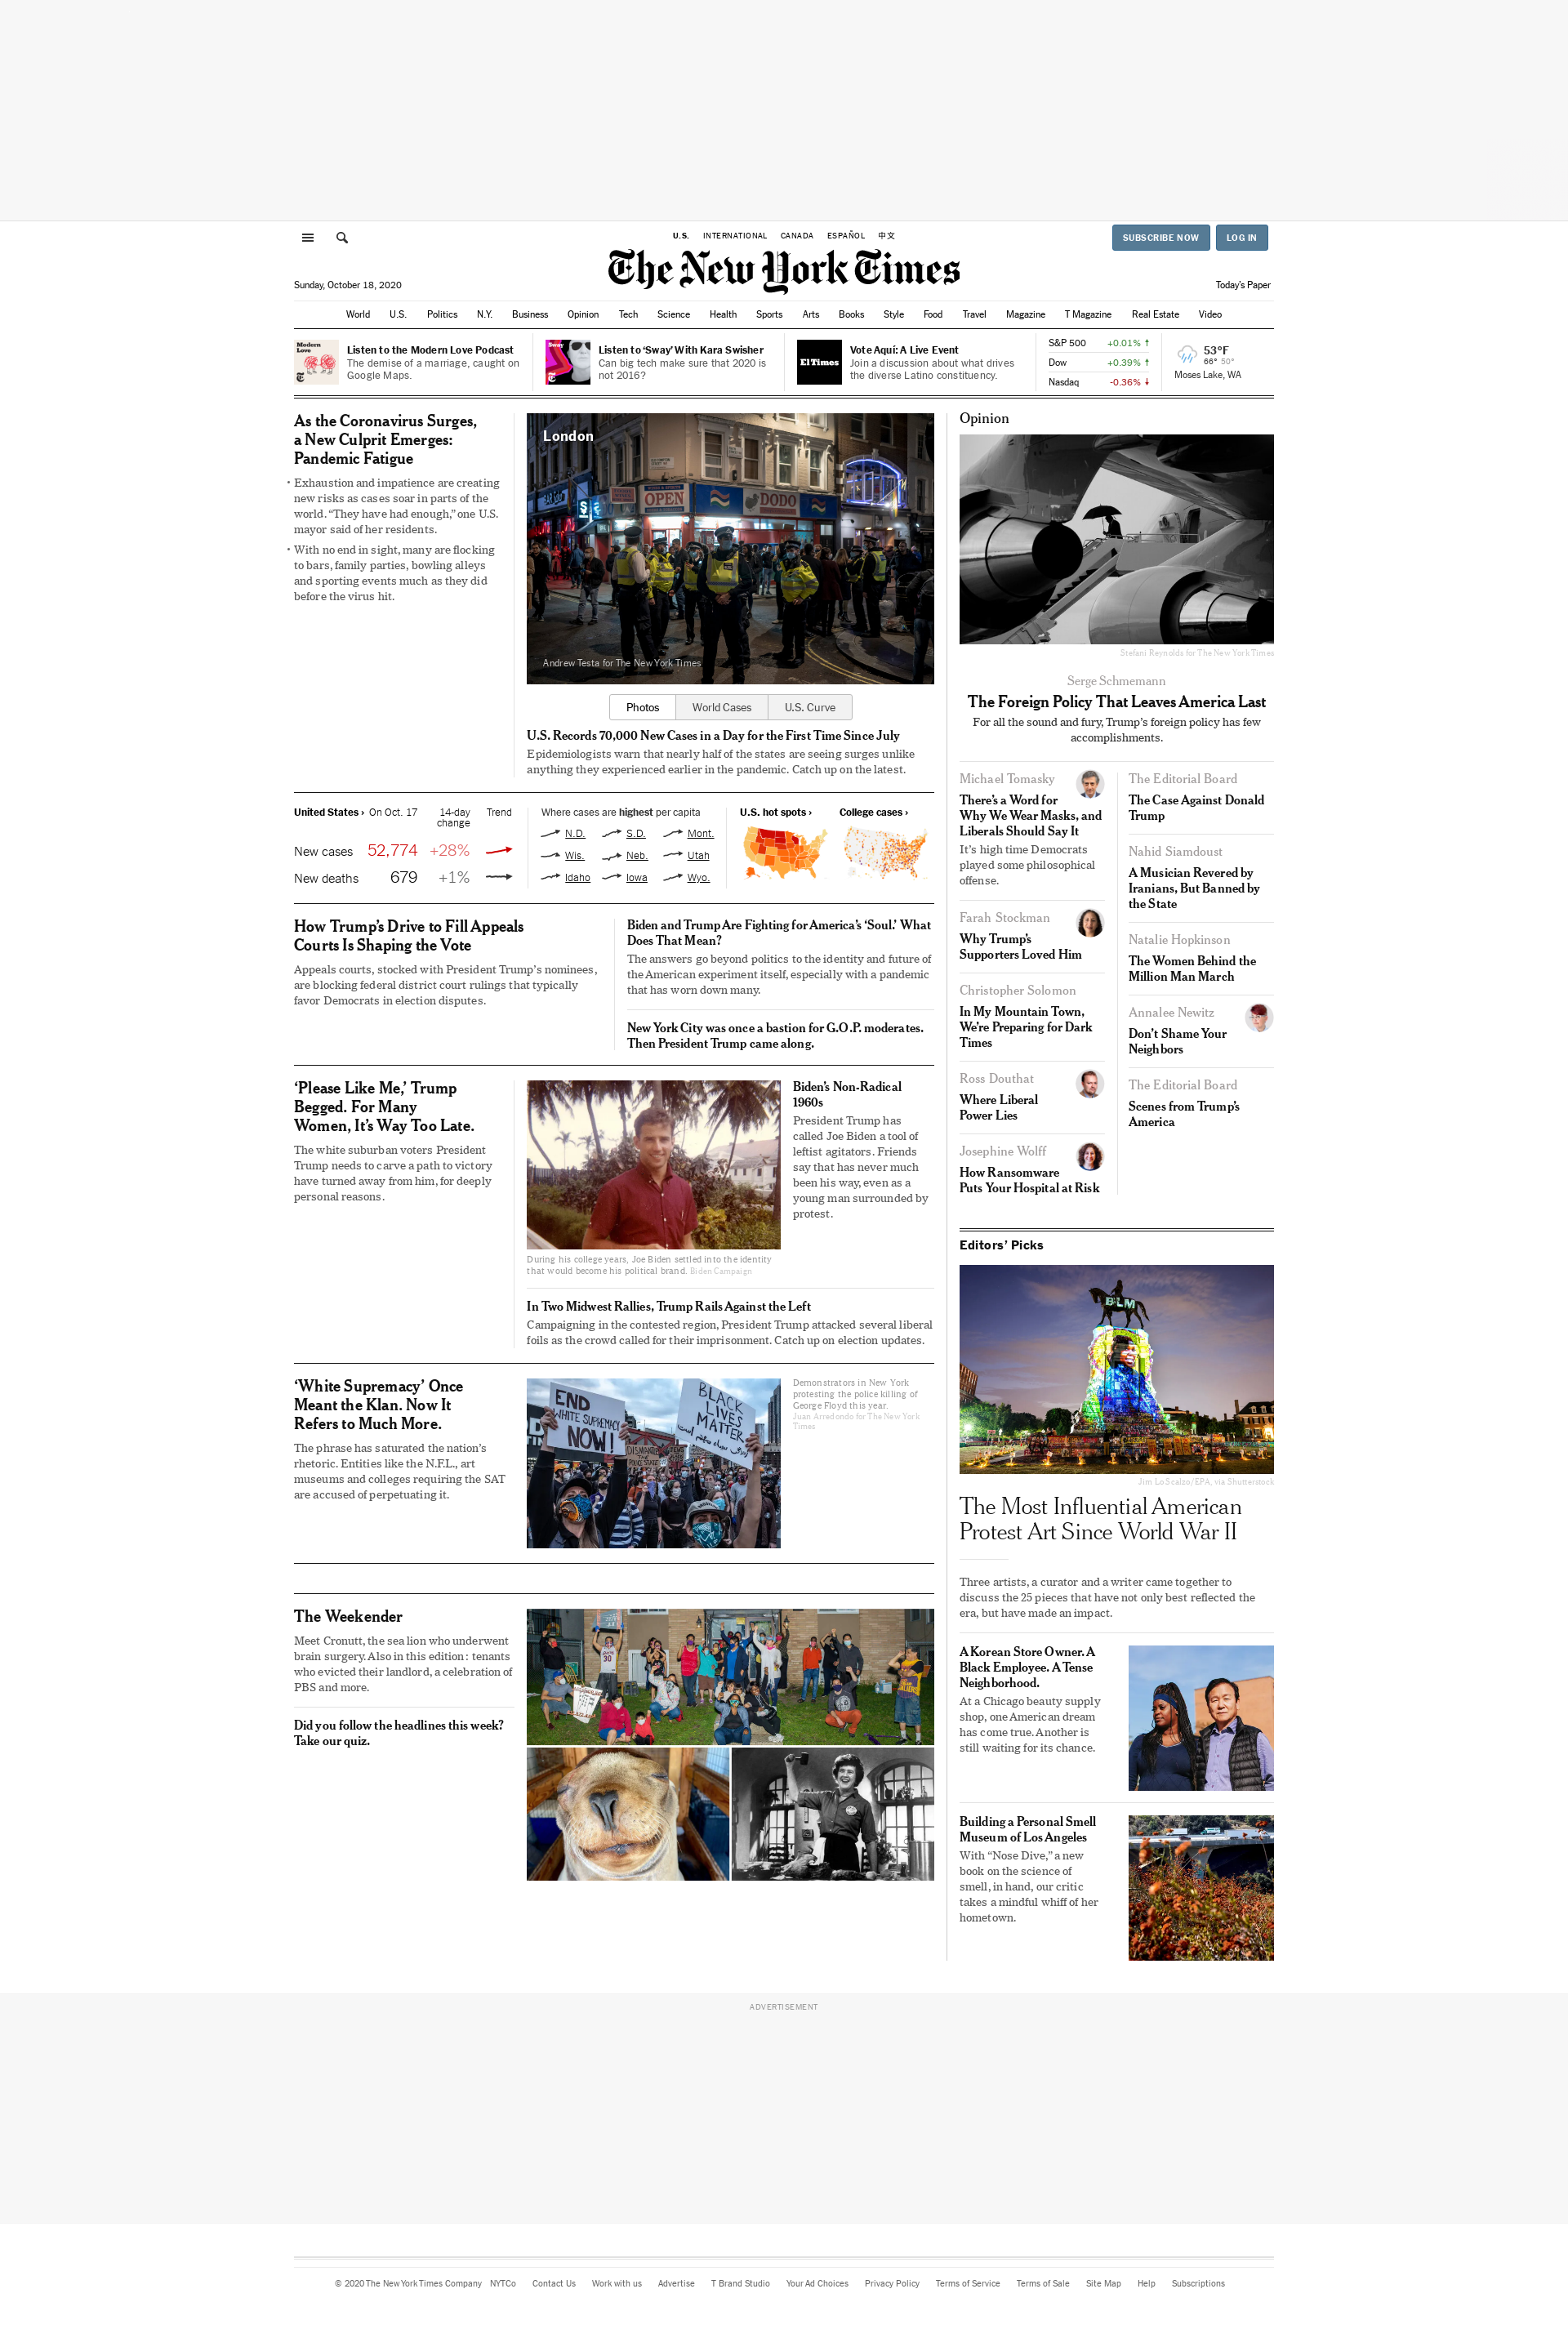 U.S. INTERNATIONAL CANADA ESPAÑOL 中文
SUBSCRIBE NOW LOG IN
The New York Times
Sunday, October 18, 2020
Today's Paper
World U.S. Politics N.Y. Business Opinion Tech Science Health Sports Arts Books Style Food Travel Magazine T Magazine Real Estate Video
Modern
Love
Listen to the Modern Love Podcast
The demise of a marriage, caught on
Google Maps.
Sway
Listen to ‘Sway’ With Kara Swisher
Can big tech make sure that 2020 is
not 2016?
El Times
Vote Aquí: A Live Event
Join a discussion about what drives
the diverse Latino constituency.
S&P 500 +0.01%
Dow +0.39%
Nasdaq -0.36%
53°F
66° 50°
Moses Lake, WA
As the Coronavirus Surges,
a New Culprit Emerges:
Pandemic Fatigue
• Exhaustion and impatience are creating
new risks as cases soar in parts of the
world. “They have had enough,” one U.S.
mayor said of her residents.
• With no end in sight, many are flocking
to bars, family parties, bowling alleys
and sporting events much as they did
before the virus hit.
London
OPEN
DODO
Andrew Testa for The New York Times
Photos World Cases U.S. Curve
U.S. Records 70,000 New Cases in a Day for the First Time Since July
Epidemiologists warn that nearly half of the states are seeing surges unlike
anything they experienced earlier in the pandemic. Catch up on the latest.
United States › On Oct. 17 14-day
change Trend
New cases 52,774 +28%
New deaths 679 +1%
Where cases are highest per capita
N.D. S.D. Mont.
Wis. Neb. Utah
Idaho Iowa Wyo.
U.S. hot spots › College cases ›
How Trump’s Drive to Fill Appeals
Courts Is Shaping the Vote
Appeals courts, stocked with President Trump’s nominees,
are blocking federal district court rulings that typically
favor Democrats in election disputes.
Biden and Trump Are Fighting for America’s ‘Soul.’ What
Does That Mean?
The answers go beyond politics to the identity and future of
the American experiment itself, especially with a pandemic
that has worn down many.
New York City was once a bastion for G.O.P. moderates.
Then President Trump came along.
‘Please Like Me,’ Trump
Begged. For Many
Women, It’s Way Too Late.
The white suburban voters President
Trump needs to carve a path to victory
have turned away from him, for deeply
personal reasons.
During his college years, Joe Biden settled into the identity
that would become his political brand. Biden Campaign
Biden’s Non-Radical
1960s
President Trump has
called Joe Biden a tool of
leftist agitators. Friends
say that has never much
been his way, even as a
young man surrounded by
protest.
In Two Midwest Rallies, Trump Rails Against the Left
Campaigning in the contested region, President Trump attacked several liberal
foils as the crowd called for their imprisonment. Catch up on election updates.
‘White Supremacy’ Once
Meant the Klan. Now It
Refers to Much More.
The phrase has saturated the nation’s
rhetoric. Entities like the N.F.L., art
museums and colleges requiring the SAT
are accused of perpetuating it.
END
WHITE SUPREMACY
NOW!
BLACK
LIVES
MATTER
Demonstrators in New York
protesting the police killing of
George Floyd this year.
Juan Arredondo for The New York
Times
The Weekender
Meet Cronutt, the sea lion who underwent
brain surgery. Also in this edition: tenants
who evicted their landlord, a celebration of
PBS and more.
Did you follow the headlines this week?
Take our quiz.
Opinion
Stefani Reynolds for The New York Times
Serge Schmemann
The Foreign Policy That Leaves America Last
For all the sound and fury, Trump’s foreign policy has few
accomplishments.
Michael Tomasky
There’s a Word for
Why We Wear Masks, and
Liberals Should Say It
It’s high time Democrats
played some philosophical
offense.
Farah Stockman
Why Trump’s
Supporters Loved Him
Christopher Solomon
In My Mountain Town,
We’re Preparing for Dark
Times
Ross Douthat
Where Liberal
Power Lies
Josephine Wolff
How Ransomware
Puts Your Hospital at Risk
The Editorial Board
The Case Against Donald
Trump
Nahid Siamdoust
A Musician Revered by
Iranians, But Banned by
the State
Natalie Hopkinson
The Women Behind the
Million Man March
Annalee Newitz
Don’t Shame Your
Neighbors
The Editorial Board
Scenes from Trump’s
America
Editors’ Picks
BLM
Jim Lo Scalzo/EPA, via Shutterstock
The Most Influential American
Protest Art Since World War II
Three artists, a curator and a writer came together to
discuss the 25 pieces that have not only best reflected the
era, but have made an impact.
A Korean Store Owner. A
Black Employee. A Tense
Neighborhood.
At a Chicago beauty supply
shop, one American dream
has come true. Another is
still waiting for its chance.
Building a Personal Smell
Museum of Los Angeles
With “Nose Dive,” a new
book on the science of
smell, in hand, our critic
takes a mindful whiff of her
hometown.
ADVERTISEMENT
© 2020 The New York Times Company NYTCo Contact Us Work with us Advertise T Brand Studio Your Ad Choices Privacy Policy Terms of Service Terms of Sale Site Map Help Subscriptions